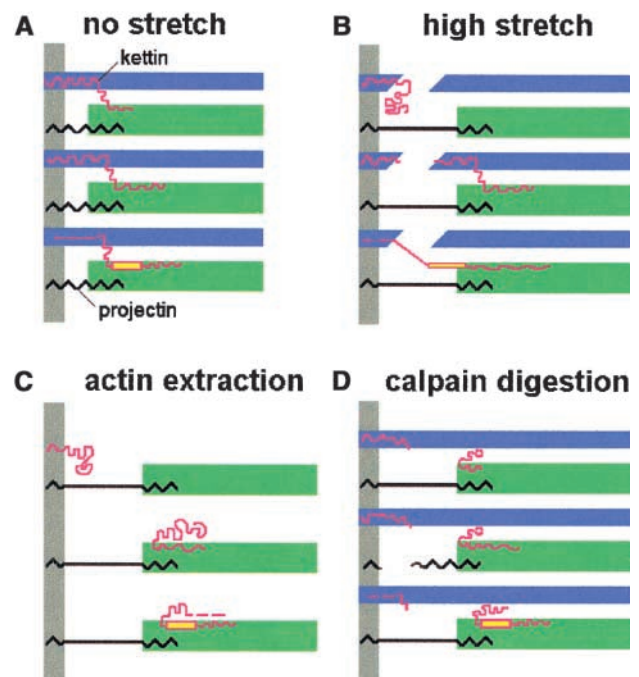 A no stretch
kettin
projectin
B high stretch
C actin extraction
D calpain digestion